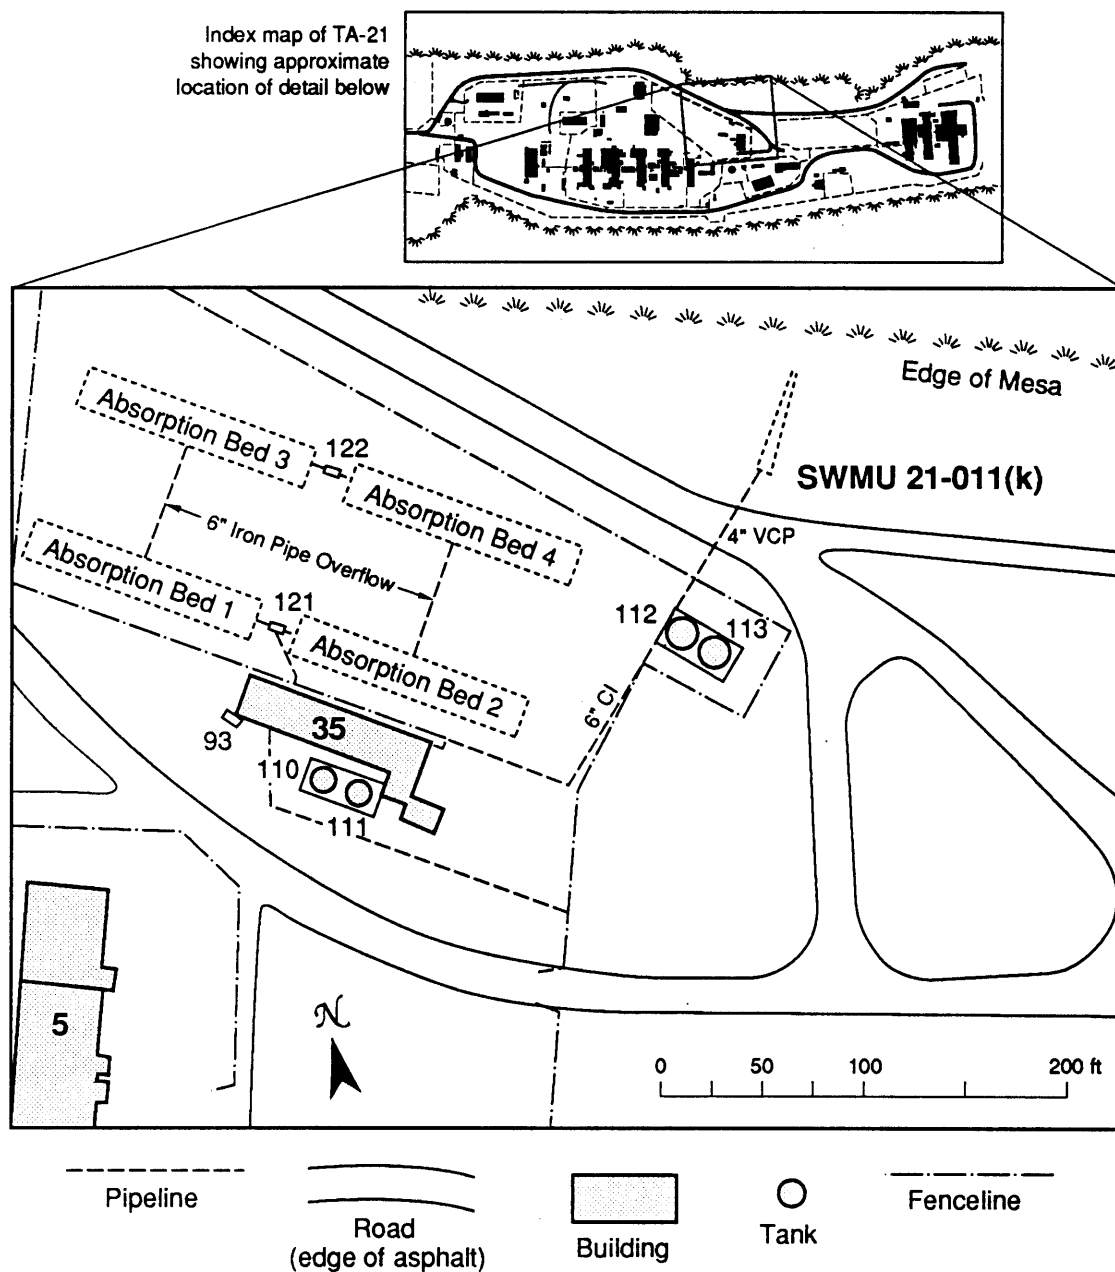 Index map of TA-21
showing approximate
location of detail below
Edge of Mesa
Absorption Bed 3
122
SWMU 21-011(k)
Absorption Bed 4
6" Iron Pipe Overflow
4" VCP
Absorption Bed 1
121
112
113
Absorption Bed 2
6" CI
35
93
110
111
5
N
0 50 100 200 ft
Pipeline
Road
(edge of asphalt)
Building
Tank
Fenceline